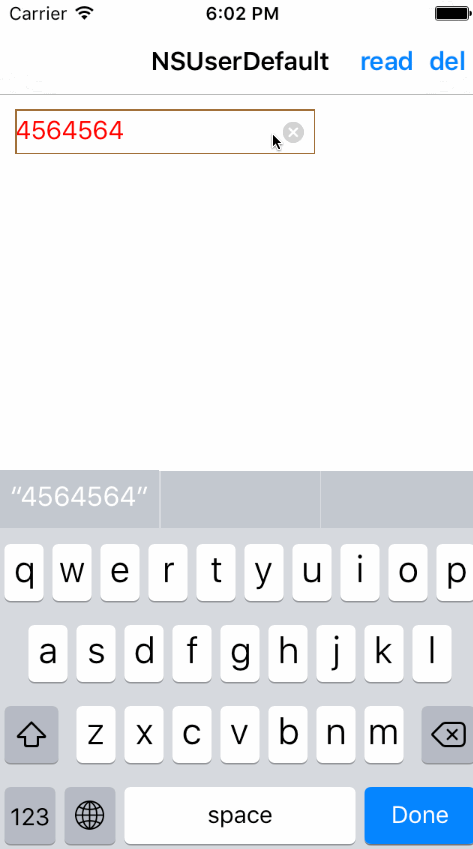 Carrier 6:02 PM
NSUserDefault read del
4564564
“4564564”
q w e r t y u i o p
a s d f g h j k l
z x c v b n m
123 space Done